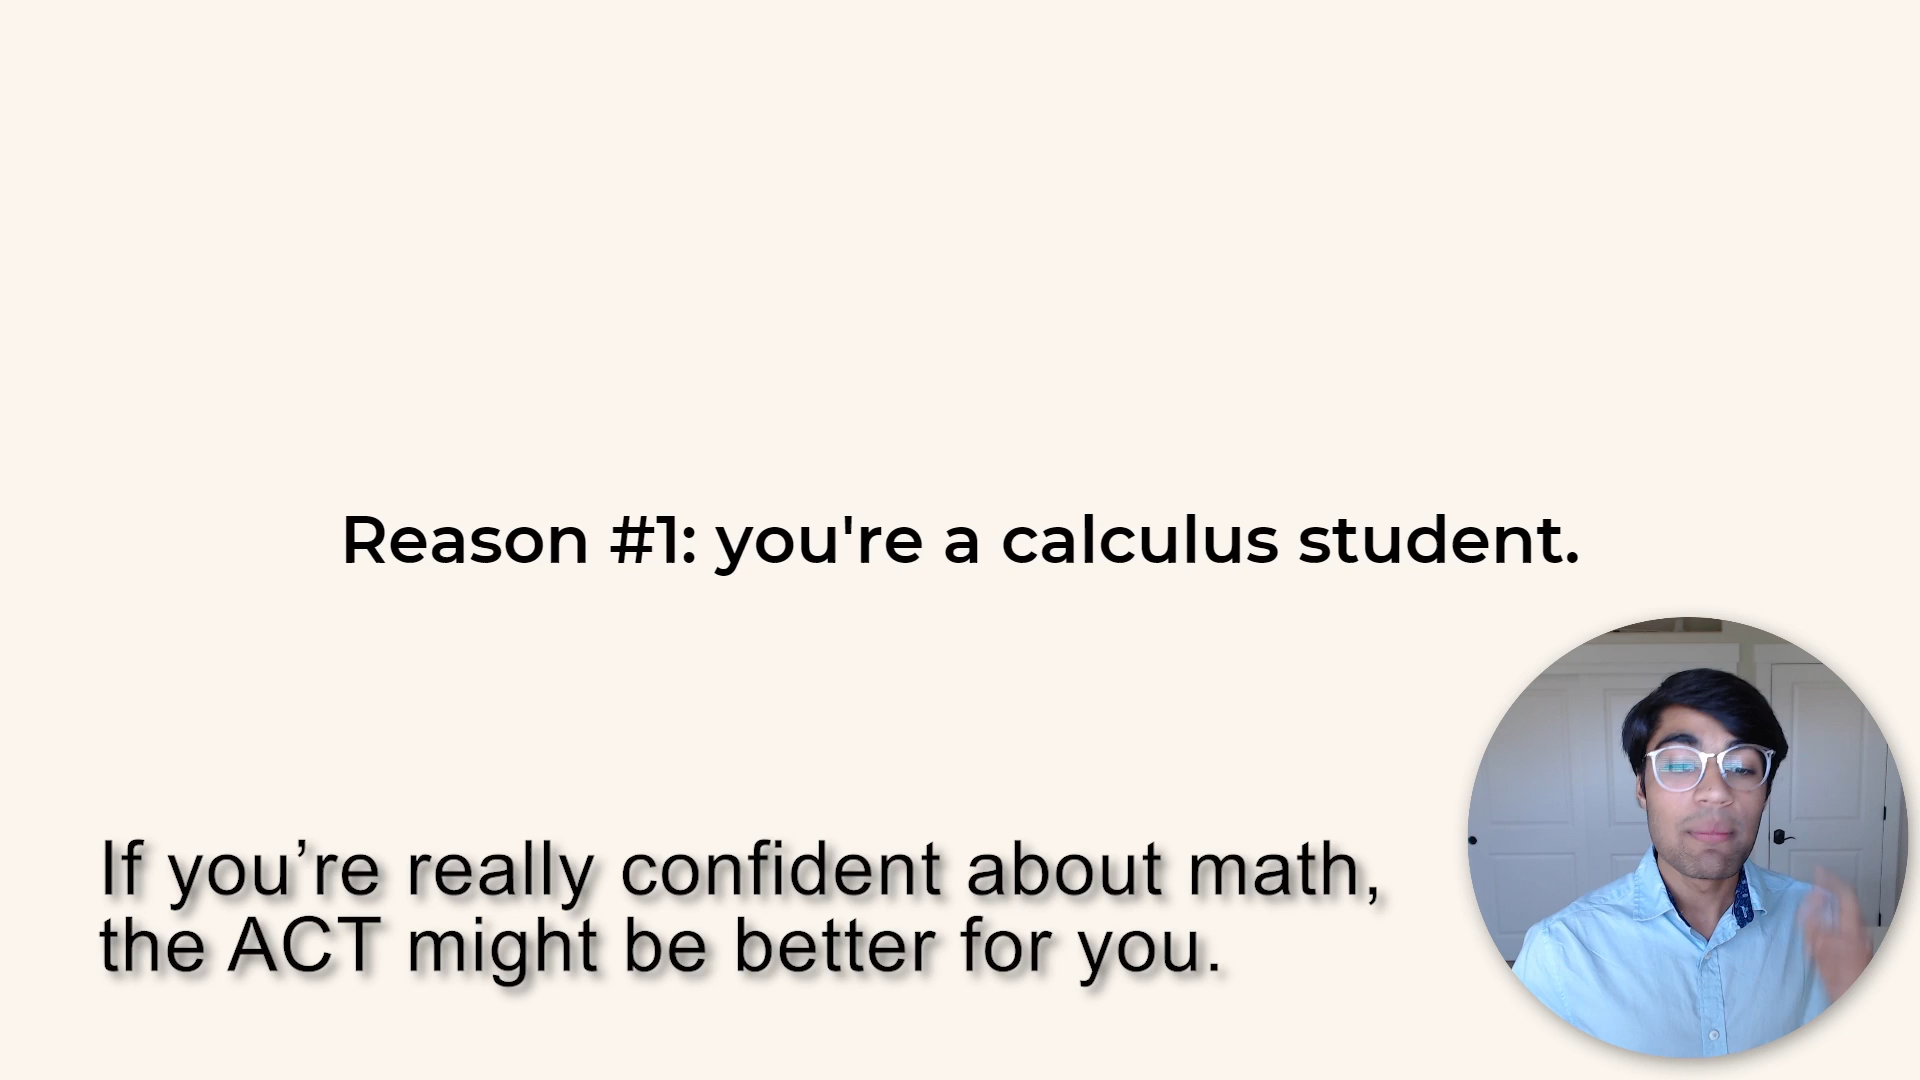 Reason #1: you're a calculus student.
If you’re really confident about math,
the ACT might be better for you.